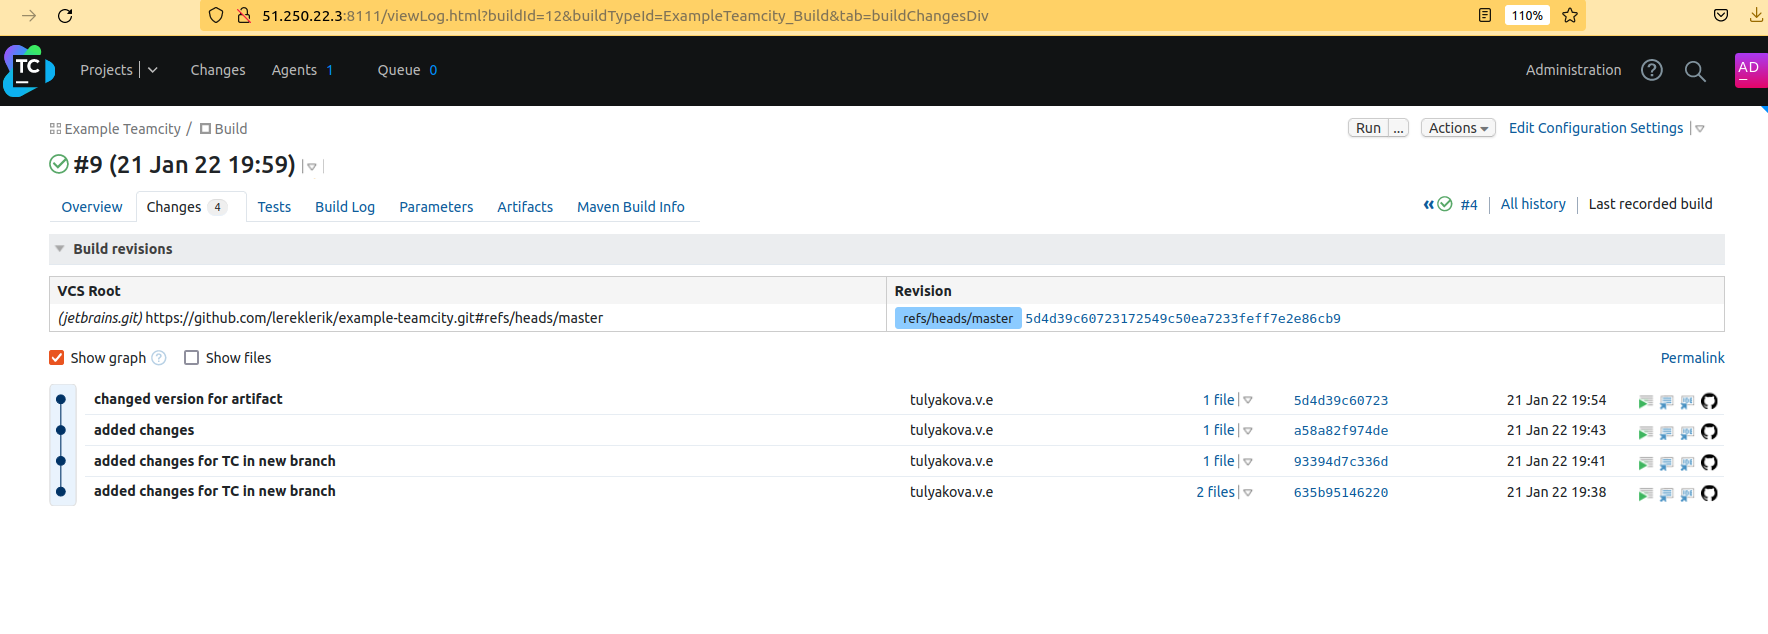 51.250.22.3:8111/viewLog.html?buildId=12&buildTypeId=ExampleTeamcity_Build&tab=buildChangesDiv 110%
TC Projects Changes Agents 1 Queue 0 Administration ? AD
Example Teamcity / Build Run ... Actions Edit Configuration Settings
#9 (21 Jan 22 19:59)
Overview Changes 4 Tests Build Log Parameters Artifacts Maven Build Info « #4 All history Last recorded build
Build revisions
VCS Root Revision
(jetbrains.git) https://github.com/lereklerik/example-teamcity.git#refs/heads/master refs/heads/master 5d4d39c60723172549c50ea7233feff7e2e86cb9
Show graph ? Show files Permalink
changed version for artifact tulyakova.v.e 1 file 5d4d39c60723 21 Jan 22 19:54
added changes tulyakova.v.e 1 file a58a82f974de 21 Jan 22 19:43
added changes for TC in new branch tulyakova.v.e 1 file 93394d7c336d 21 Jan 22 19:41
added changes for TC in new branch tulyakova.v.e 2 files 635b95146220 21 Jan 22 19:38